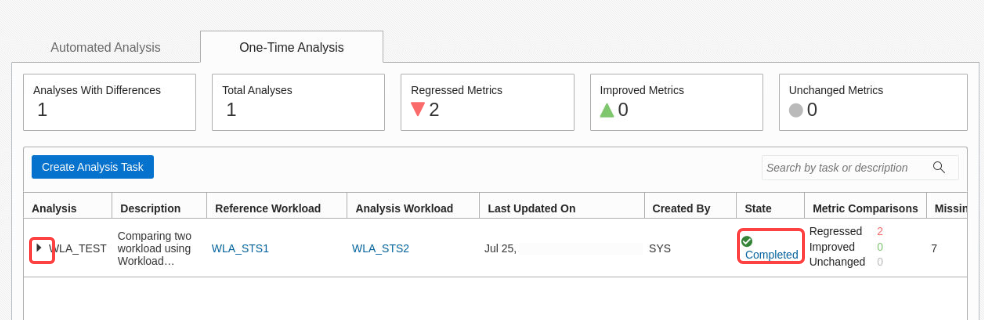 Automated Analysis
One-Time Analysis
Analyses With Differences
1
Total Analyses
1
Regressed Metrics
2
Improved Metrics
0
Unchanged Metrics
0
Create Analysis Task
Search by task or description
Analysis Description Reference Workload Analysis Workload Last Updated On Created By State Metric Comparisons Missin
WLA_TEST
Comparing two
workload using
Workload…
WLA_STS1
WLA_STS2
Jul 25,
SYS
Completed
Regressed 2
Improved 0
Unchanged 0
7